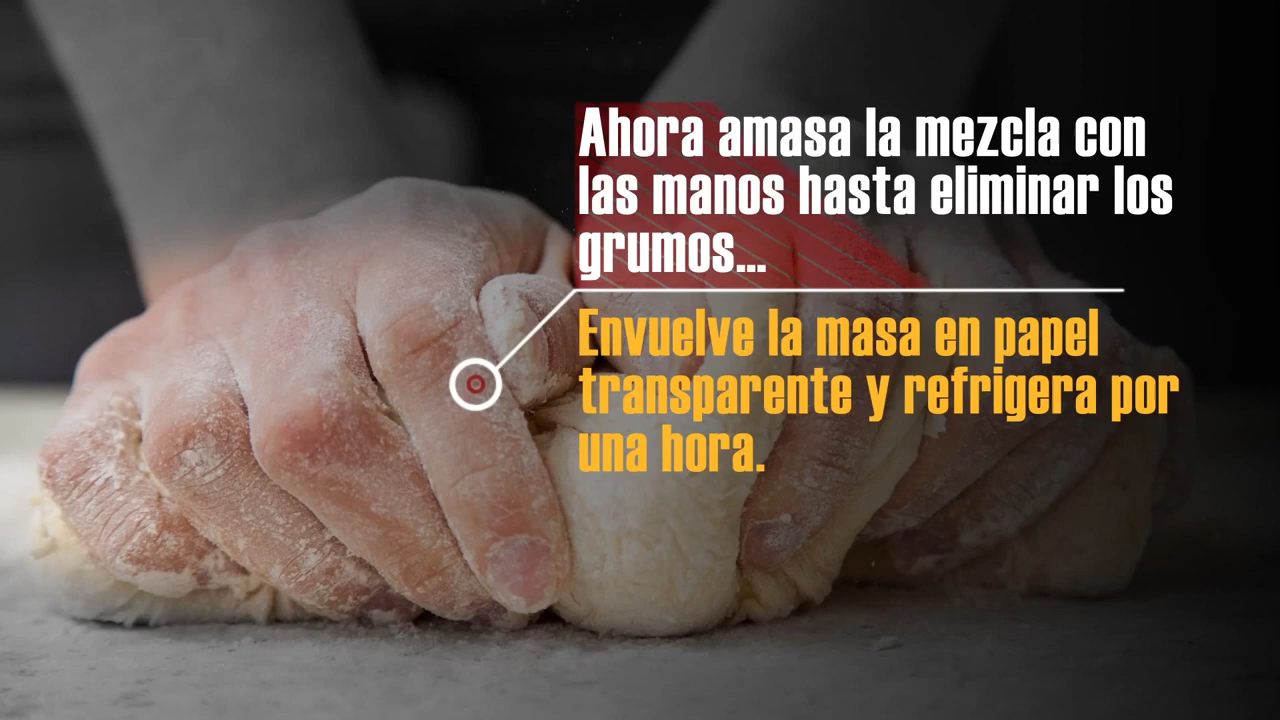 Ahora amasa la mezcla con
las manos hasta eliminar los
grumos...
Envuelve la masa en papel
transparente y refrigera por
una hora.